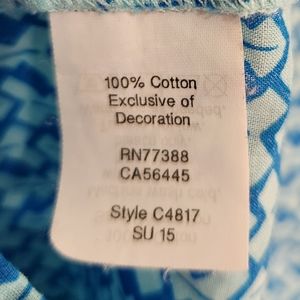 100% Cotton
Exclusive of
Decoration
RN77388
CA56445
Style C4817
SU 15